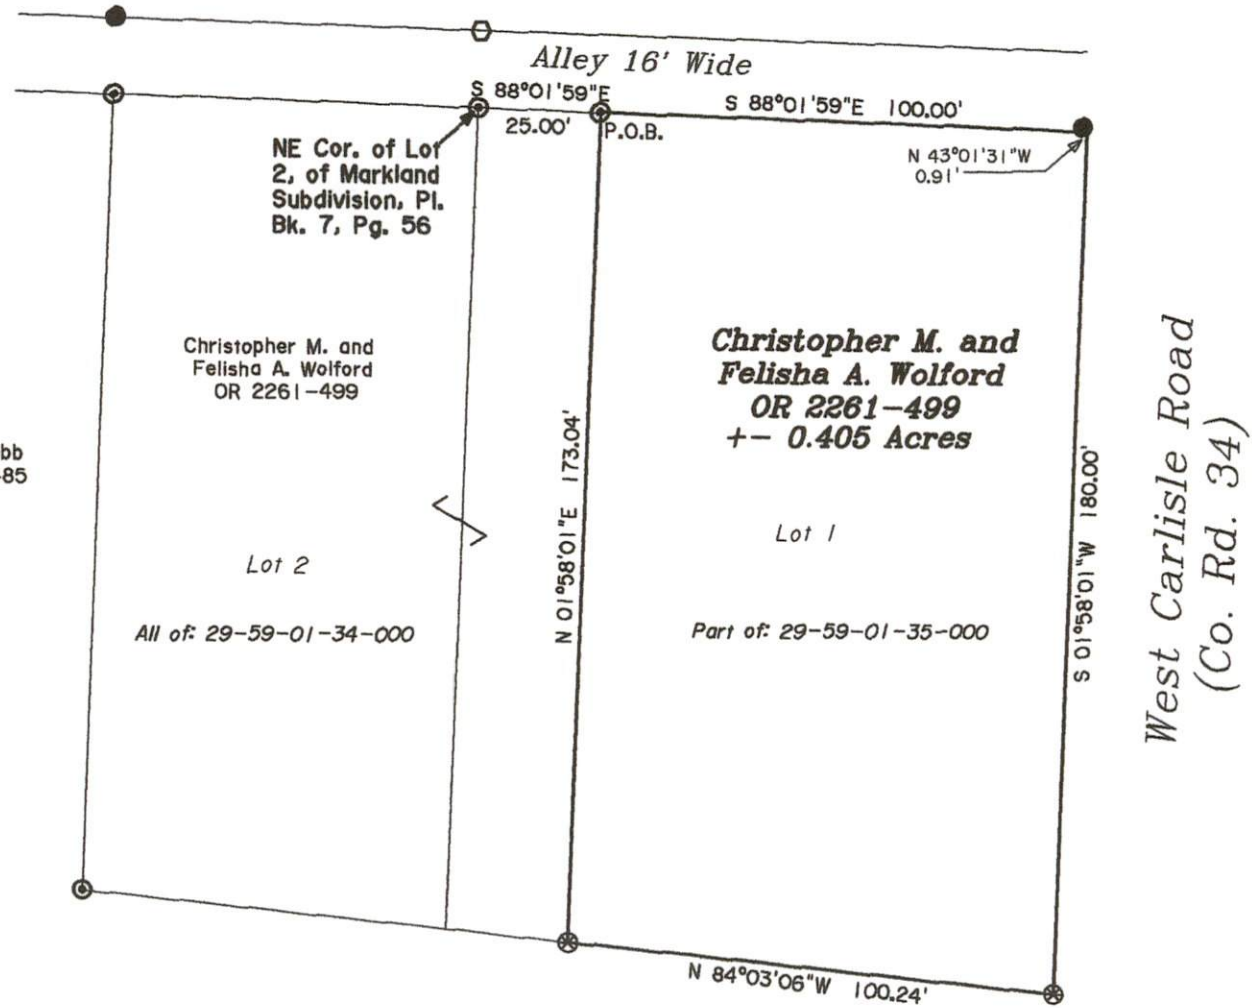 Alley 16' Wide
S 88°01'59"E
25.00'
P.O.B.
S 88°01'59"E 100.00'
N 43°01'31"W
0.91'
NE Cor. of Lot
2, of Markland
Subdivision, Pl.
Bk. 7, Pg. 56
Christopher M. and
Felisha A. Wolford
OR 2261-499
Christopher M. and
Felisha A. Wolford
OR 2261-499
+- 0.405 Acres
bb
85
N 01°58'01"E 173.04'
S 01°58'01"W 180.00'
West Carlisle Road
(Co. Rd. 34)
Lot 2
Lot 1
All of: 29-59-01-34-000
Part of: 29-59-01-35-000
N 84°03'06"W 100.24'